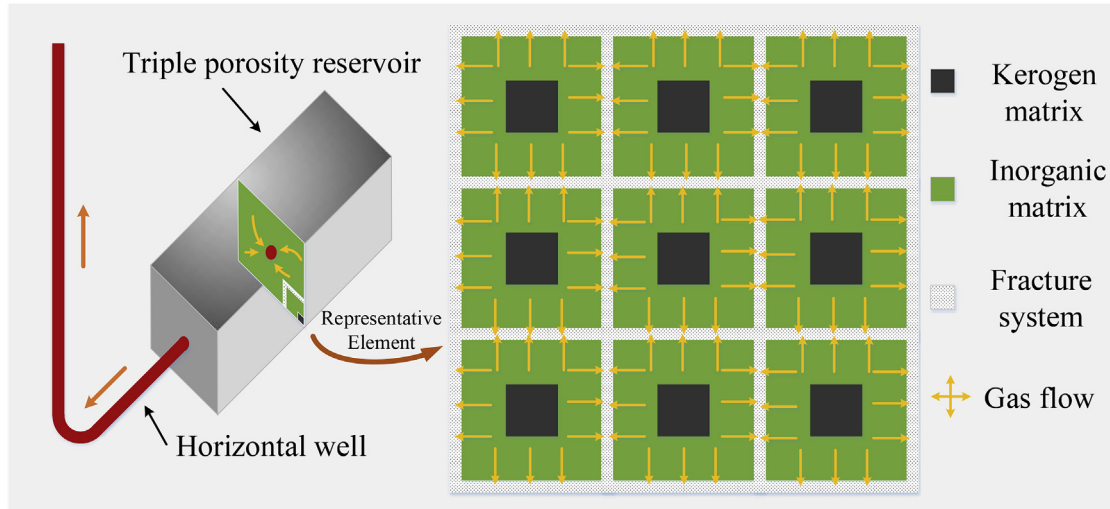 Triple porosity reservoir
Representative
Element
Horizontal well
Kerogen
matrix
Inorganic
matrix
Fracture
system
Gas flow